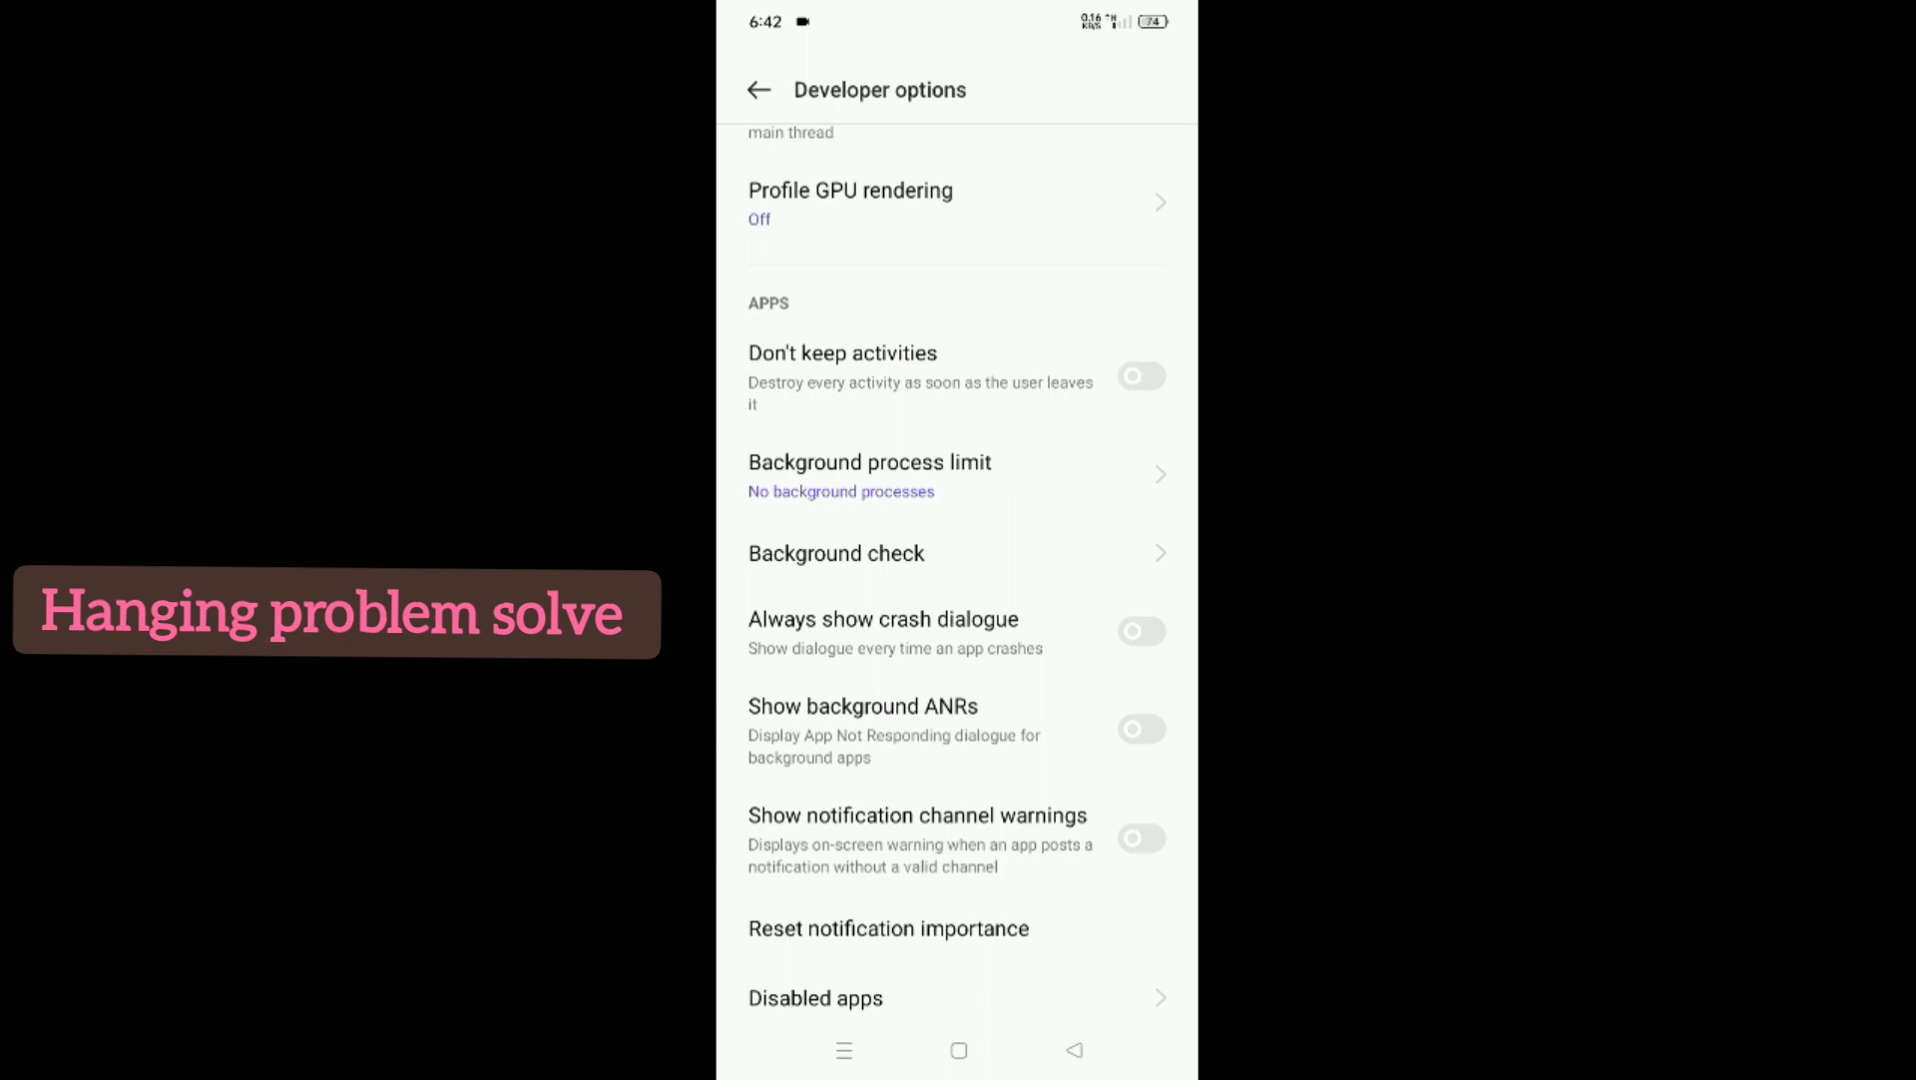 6:42
0.16 KB/S H 74
Developer options
main thread
Profile GPU rendering
Off
APPS
Don't keep activities
Destroy every activity as soon as the user leaves
it
Background process limit
No background processes
Background check
Hanging problem solve
Always show crash dialogue
Show dialogue every time an app crashes
Show background ANRs
Display App Not Responding dialogue for
background apps
Show notification channel warnings
Displays on-screen warning when an app posts a
notification without a valid channel
Reset notification importance
Disabled apps